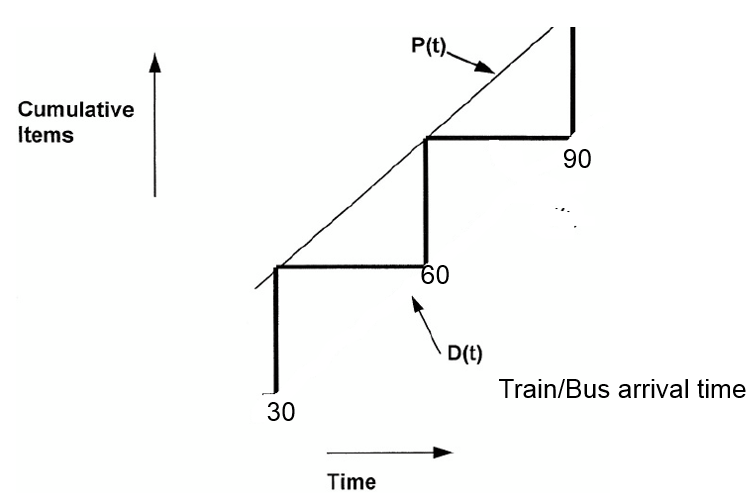 P(t)
Cumulative
Items
90
60
D(t)
Train/Bus arrival time
30
Time